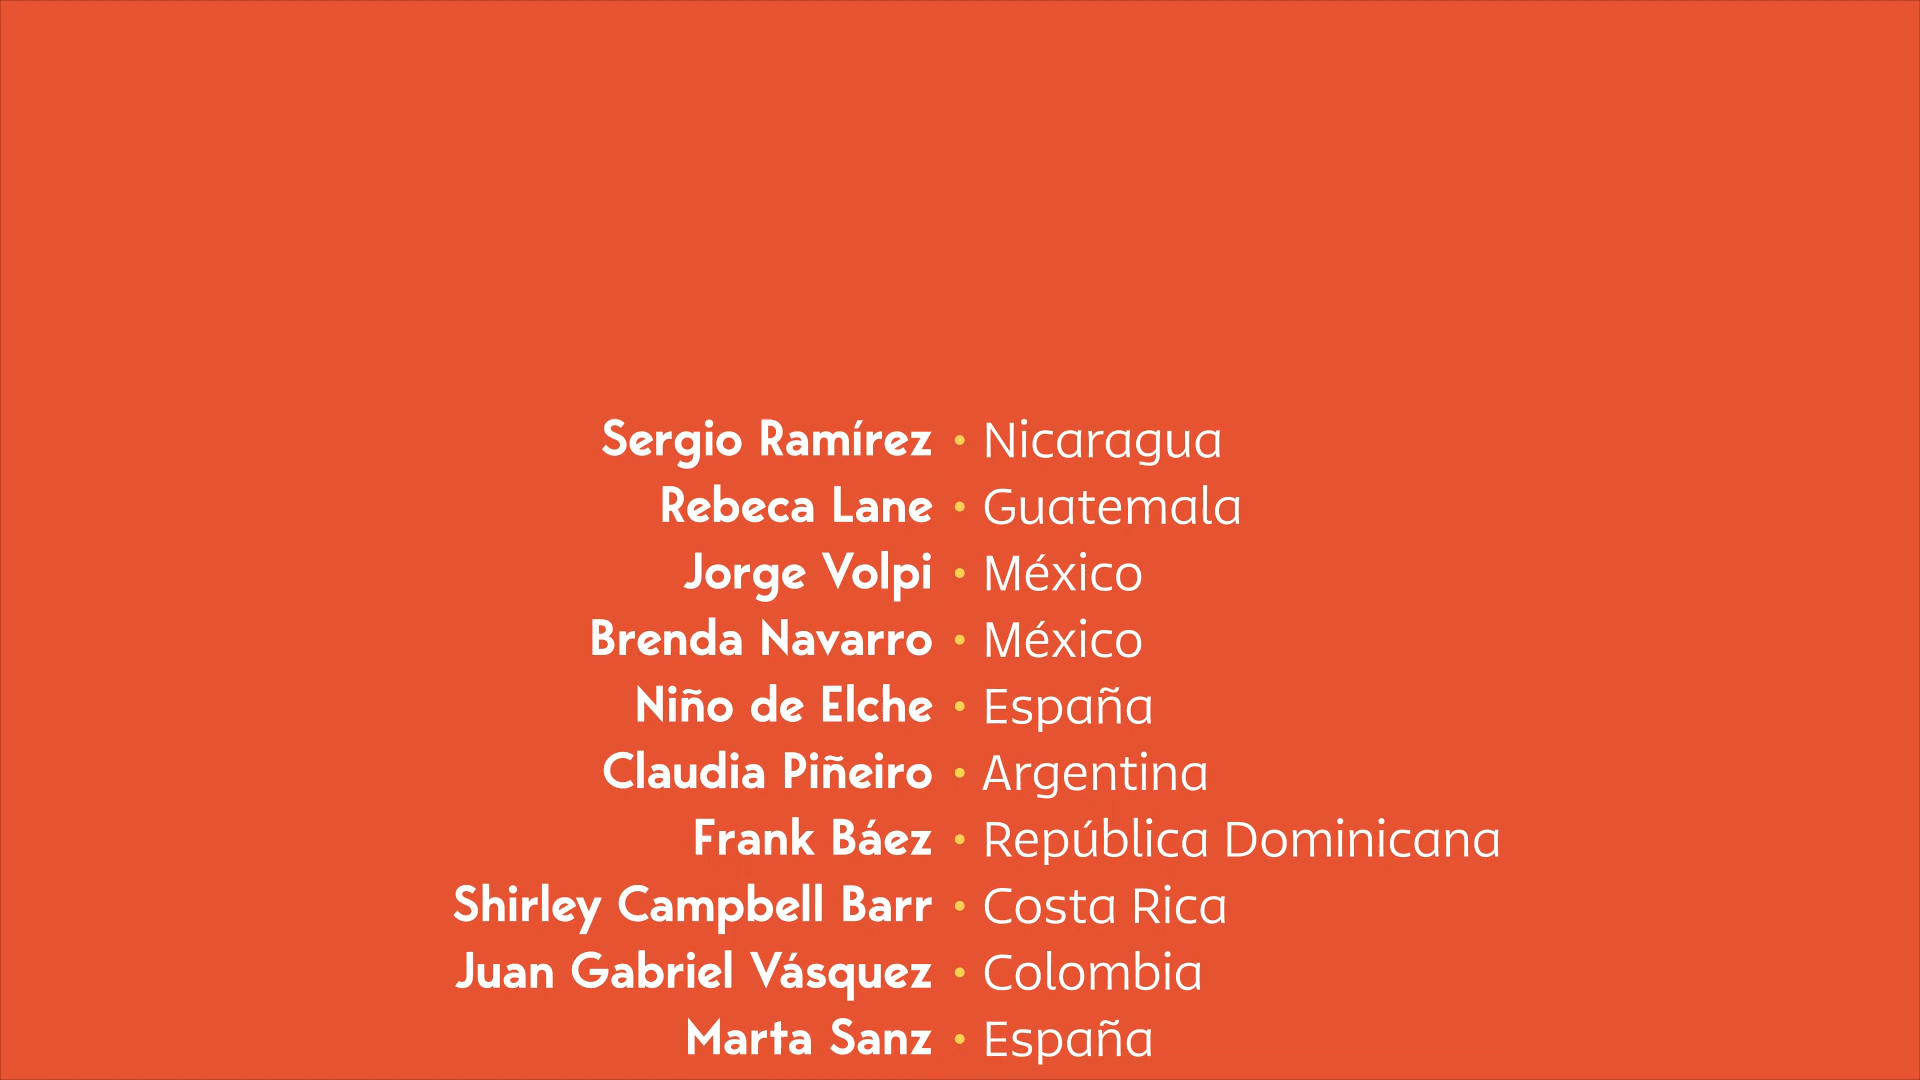 Sergio Ramírez • Nicaragua
Rebeca Lane • Guatemala
Jorge Volpi • México
Brenda Navarro • México
Niño de Elche • España
Claudia Piñeiro • Argentina
Frank Báez • República Dominicana
Shirley Campbell Barr • Costa Rica
Juan Gabriel Vásquez • Colombia
Marta Sanz • España